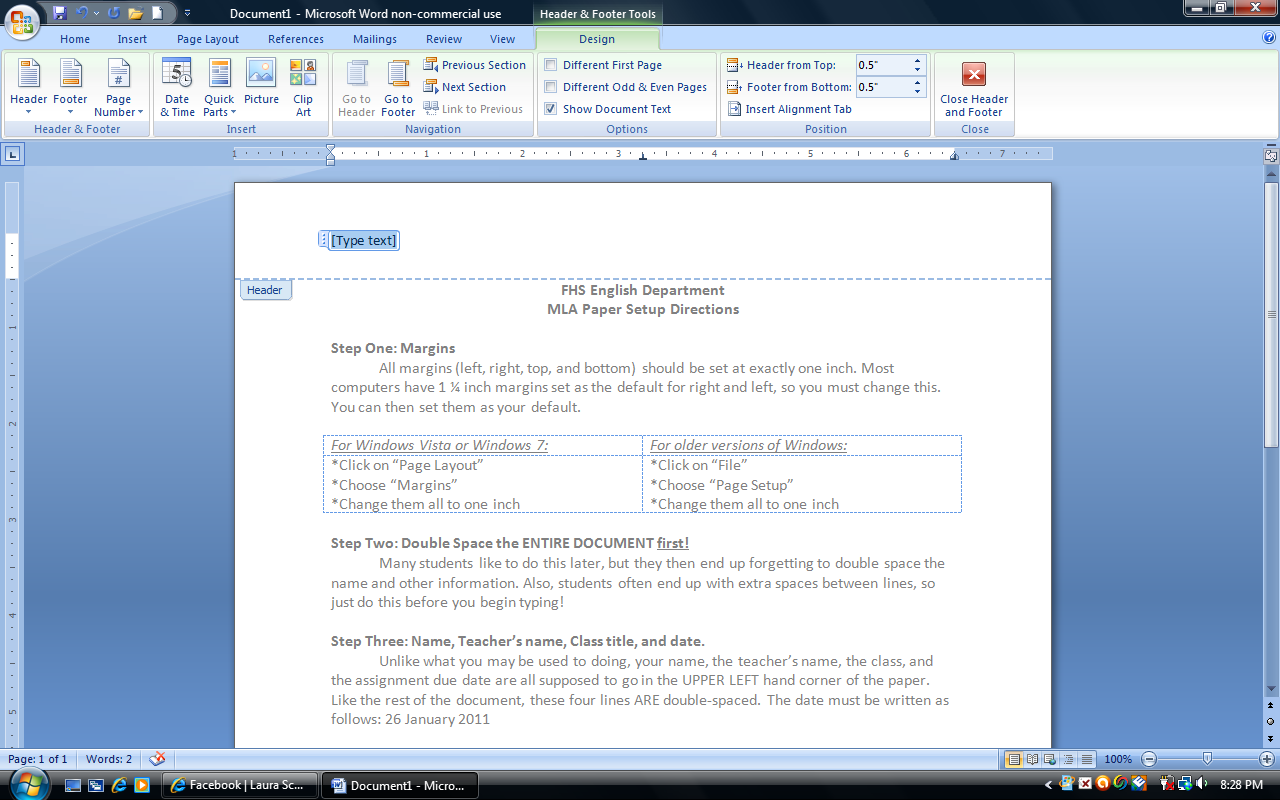 Document1 - Microsoft Word non-commercial use
Header & Footer Tools
Home Insert Page Layout References Mailings Review View Design
Header Footer Page Number
Header & Footer
Date & Time Quick Parts Picture Clip Art
Insert
Go to Header Go to Footer
Previous Section
Next Section
Link to Previous
Navigation
Different First Page
Different Odd & Even Pages
Show Document Text
Options
Header from Top: 0.5"
Footer from Bottom: 0.5"
Insert Alignment Tab
Position
Close Header and Footer
Close
1 1 2 3 4 5 6 7
[Type text]
Header
FHS English Department
MLA Paper Setup Directions
Step One: Margins
All margins (left, right, top, and bottom) should be set at exactly one inch. Most
computers have 1 ¼ inch margins set as the default for right and left, so you must change this.
You can then set them as your default.
For Windows Vista or Windows 7: For older versions of Windows:
*Click on “Page Layout” *Click on “File”
*Choose “Margins” *Choose “Page Setup”
*Change them all to one inch *Change them all to one inch
Step Two: Double Space the ENTIRE DOCUMENT first!
Many students like to do this later, but they then end up forgetting to double space the
name and other information. Also, students often end up with extra spaces between lines, so
just do this before you begin typing!
Step Three: Name, Teacher’s name, Class title, and date.
Unlike what you may be used to doing, your name, the teacher’s name, the class, and
the assignment due date are all supposed to go in the UPPER LEFT hand corner of the paper.
Like the rest of the document, these four lines ARE double-spaced. The date must be written as
follows: 26 January 2011
1
2
3
4
5
Page: 1 of 1 Words: 2 100%
Facebook | Laura Sc... Document1 - Micro... 8:28 PM